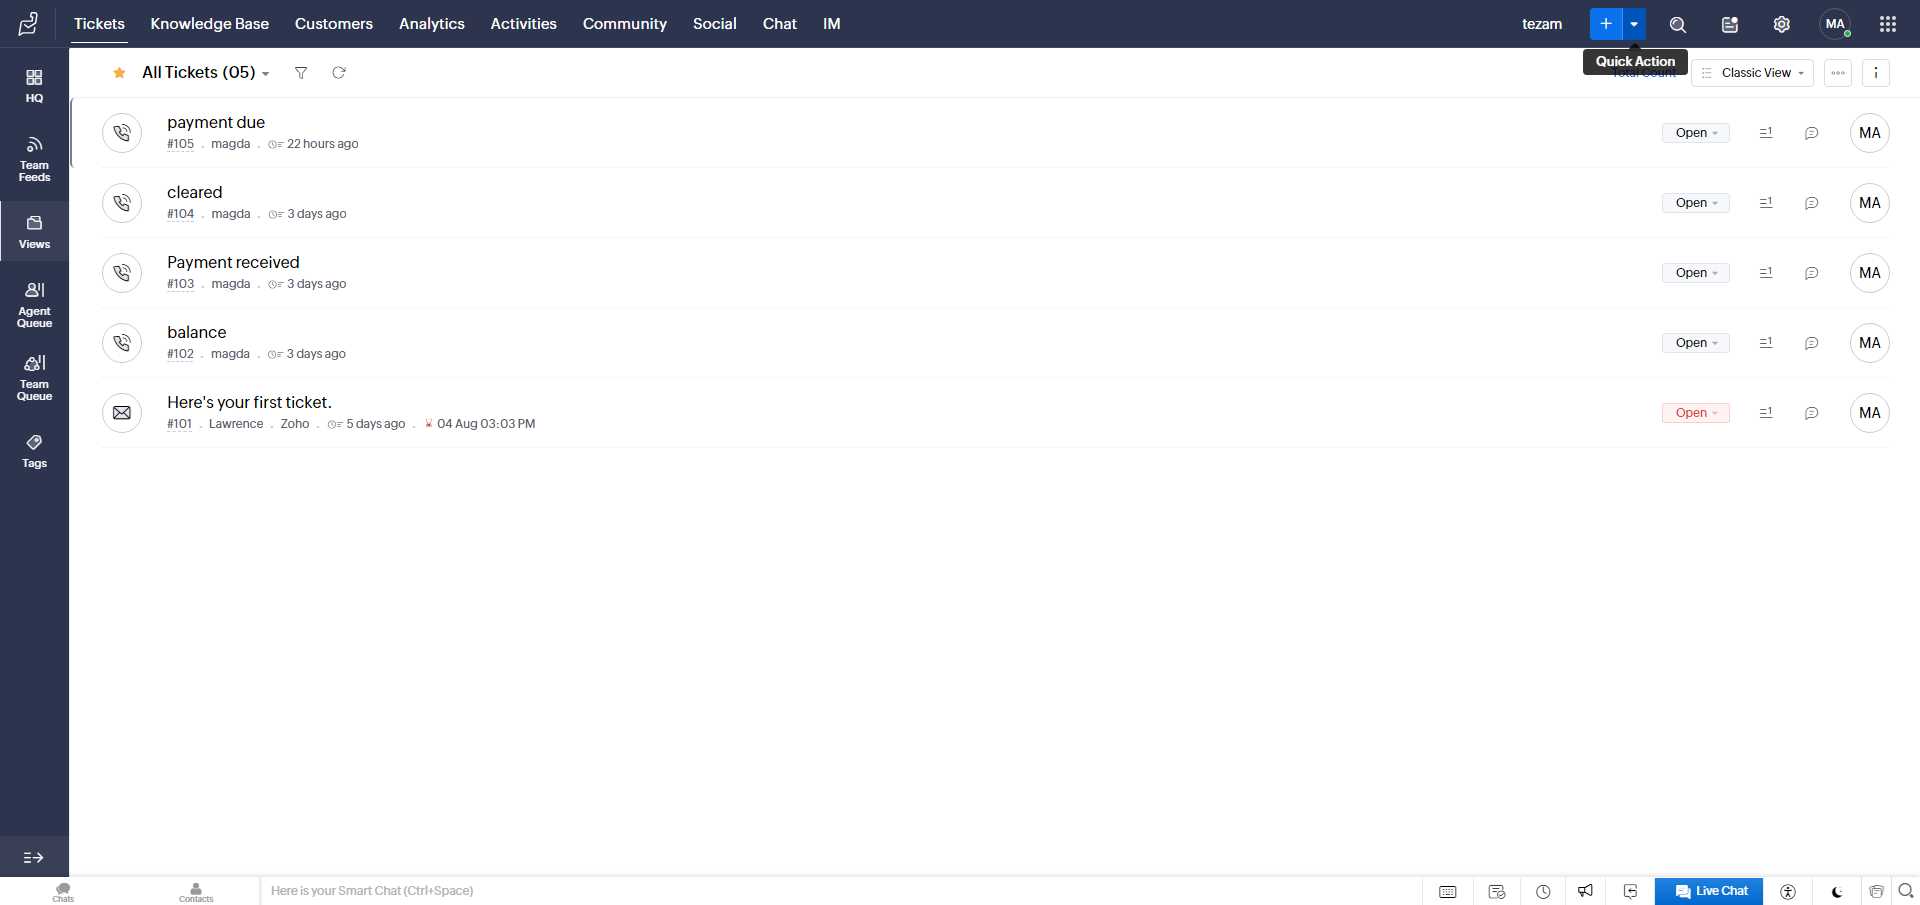 Tickets Knowledge Base Customers Analytics Activities Community Social Chat IM tezam MA
Quick Action
HQ
Team
Feeds
Views
Agent
Queue
Team
Queue
Tags
All Tickets (05) Total Count Classic View
payment due
#105 . magda . 22 hours ago Open MA
cleared
#104 . magda . 3 days ago Open MA
Payment received
#103 . magda . 3 days ago Open MA
balance
#102 . magda . 3 days ago Open MA
Here's your first ticket.
#101 . Lawrence . Zoho . 5 days ago . 04 Aug 03:03 PM Open MA
Chats Contacts Here is your Smart Chat (Ctrl+Space) Live Chat